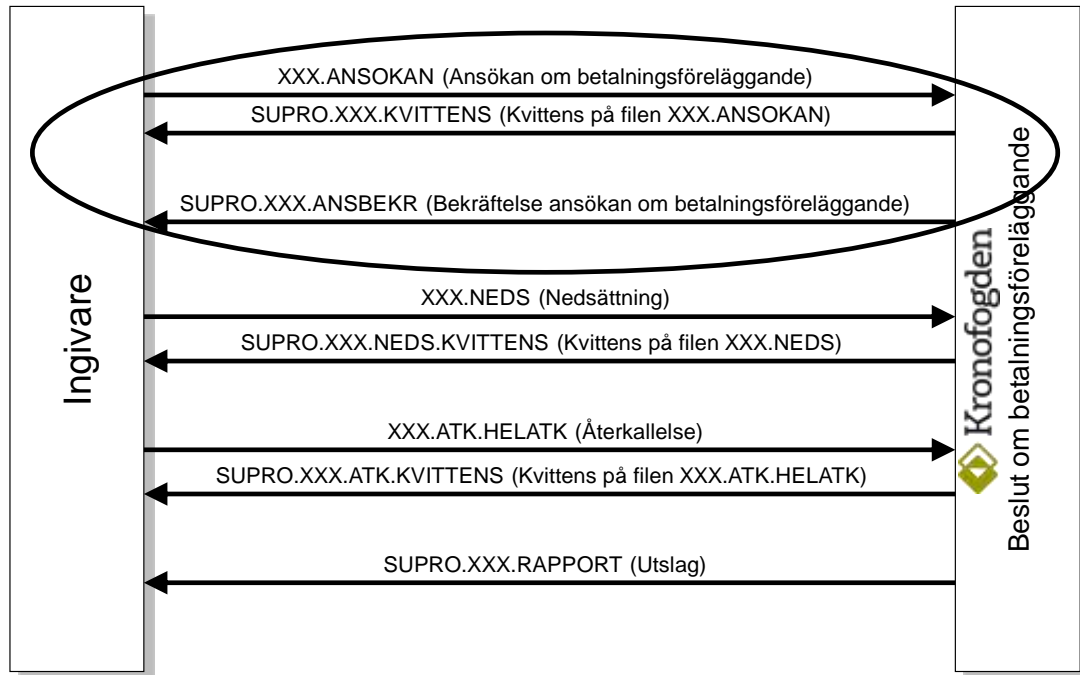 Ingivare
XXX.ANSOKAN (Ansökan om betalningsföreläggande)
SUPRO.XXX.KVITTENS (Kvittens på filen XXX.ANSOKAN)
SUPRO.XXX.ANSBEKR (Bekräftelse ansökan om betalningsföreläggande)
XXX.NEDS (Nedsättning)
SUPRO.XXX.NEDS.KVITTENS (Kvittens på filen XXX.NEDS)
XXX.ATK.HELATK (Återkallelse)
SUPRO.XXX.ATK.KVITTENS (Kvittens på filen XXX.ATK.HELATK)
SUPRO.XXX.RAPPORT (Utslag)
Kronofogden
Beslut om betalningsföreläggande